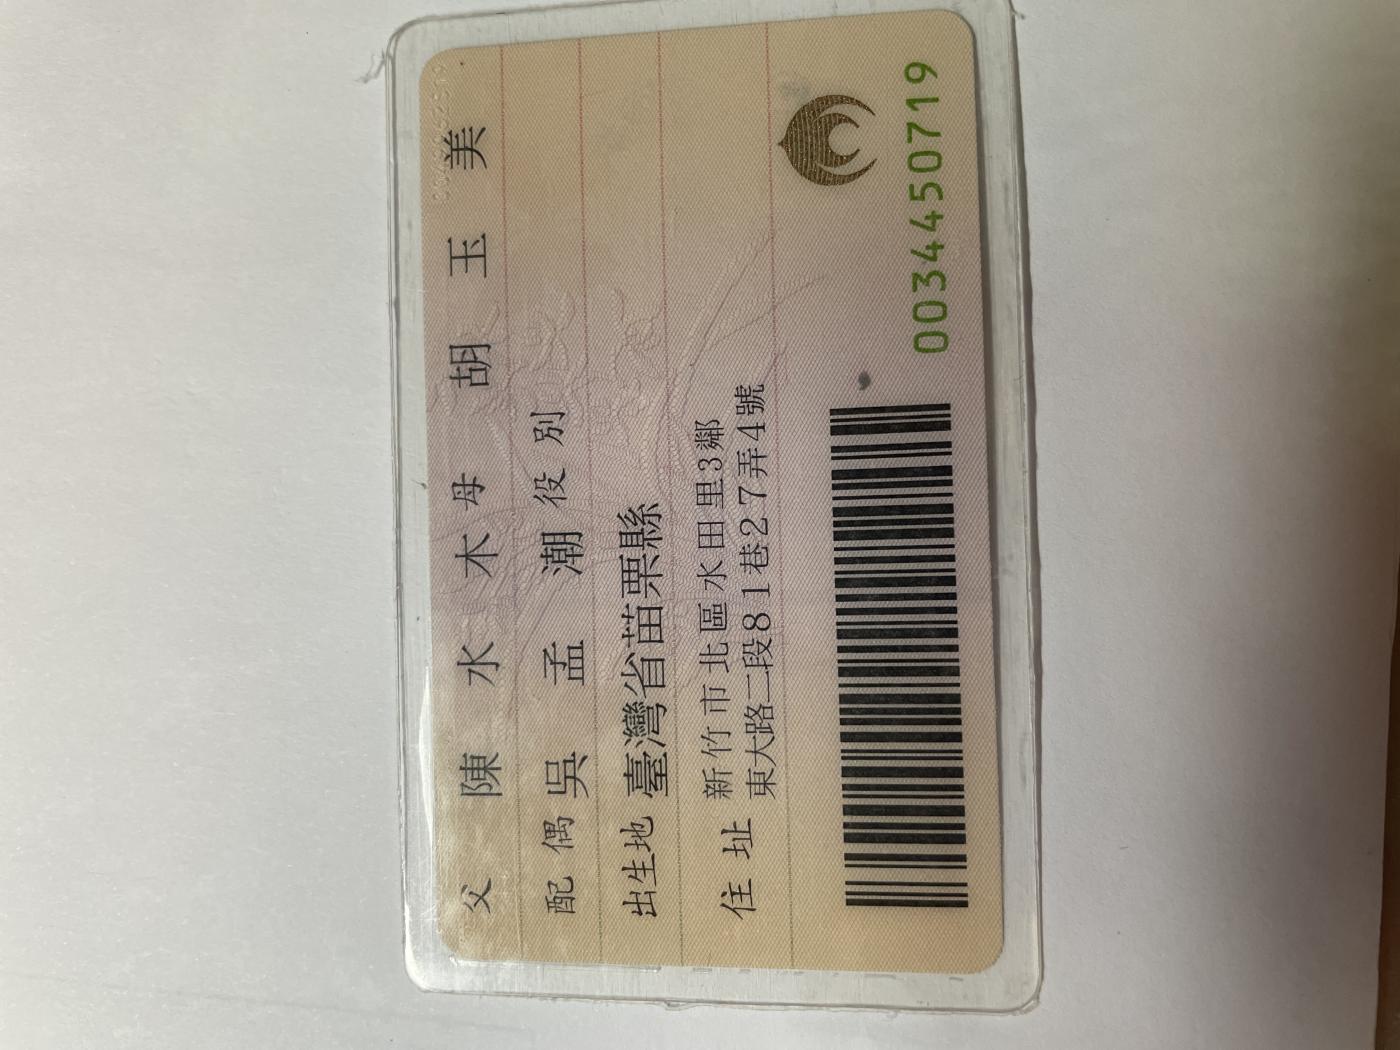 父 陳水木 母 胡玉美
配偶 吳孟潮 役別
出生地 臺灣省苗栗縣
住址 新竹市北區水田里3鄰
東大路二段81巷27弄4號
0034450719